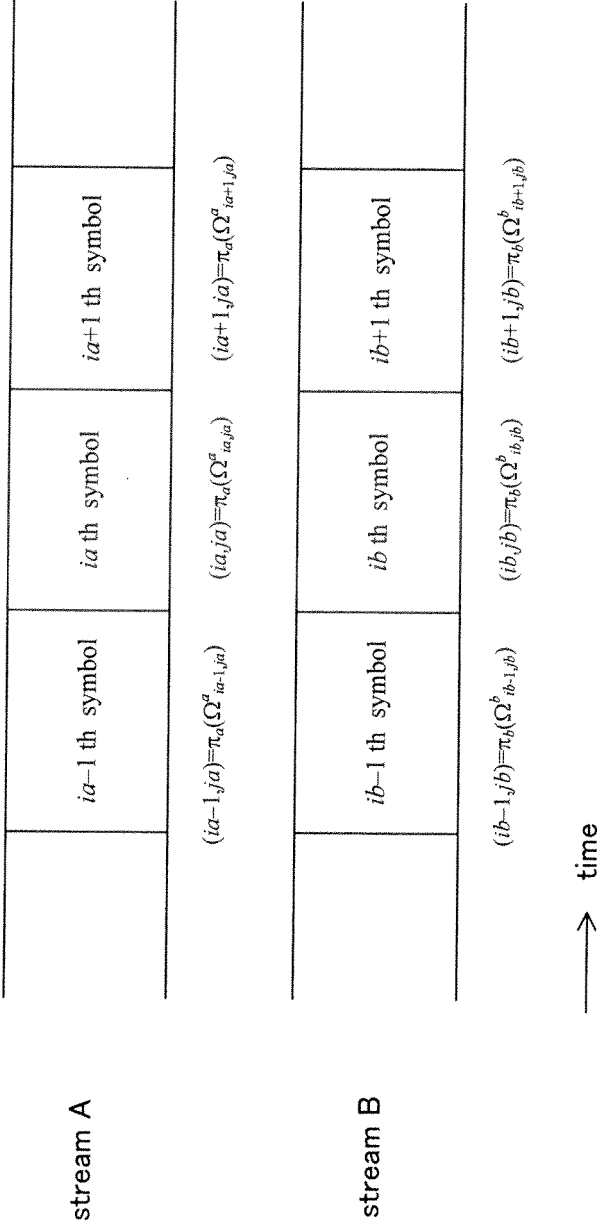 stream A
ia–1 th symbol
ia th symbol
ia+1 th symbol
(ia–1,ja)=πa(Ωᵃia-1,ja)
(ia,ja)=πa(Ωᵃia,ja)
(ia+1,ja)=πa(Ωᵃia+1,ja)
stream B
ib–1 th symbol
ib th symbol
ib+1 th symbol
(ib–1,jb)=πb(Ωᵇib-1,jb)
(ib,jb)=πb(Ωᵇib,jb)
(ib+1,jb)=πb(Ωᵇib+1,jb)
time